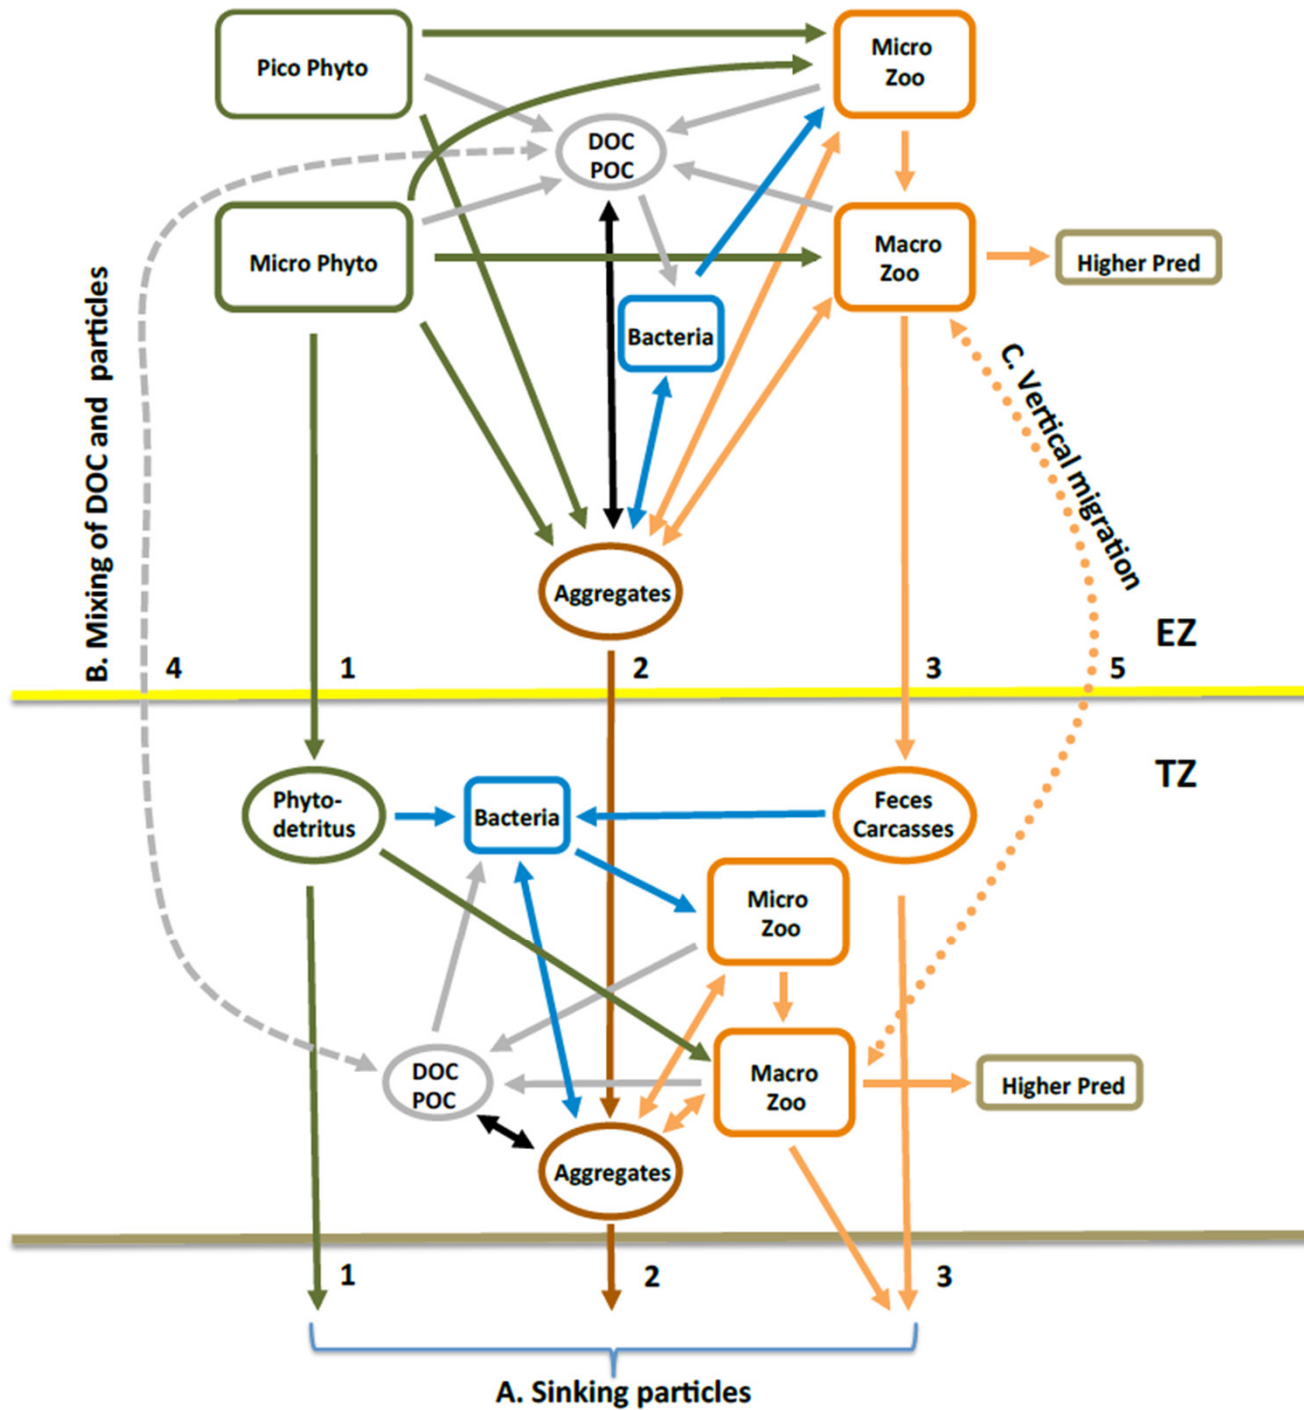 Pico Phyto
Micro
Zoo
DOC
POC
Micro Phyto
Macro
Zoo
Higher Pred
Bacteria
B. Mixing of DOC and particles
C. Vertical migration
Aggregates
EZ
4
1
2
3
5
TZ
Phyto-
detritus
Bacteria
Feces
Carcasses
Micro
Zoo
DOC
POC
Macro
Zoo
Higher Pred
Aggregates
1
2
3
A. Sinking particles